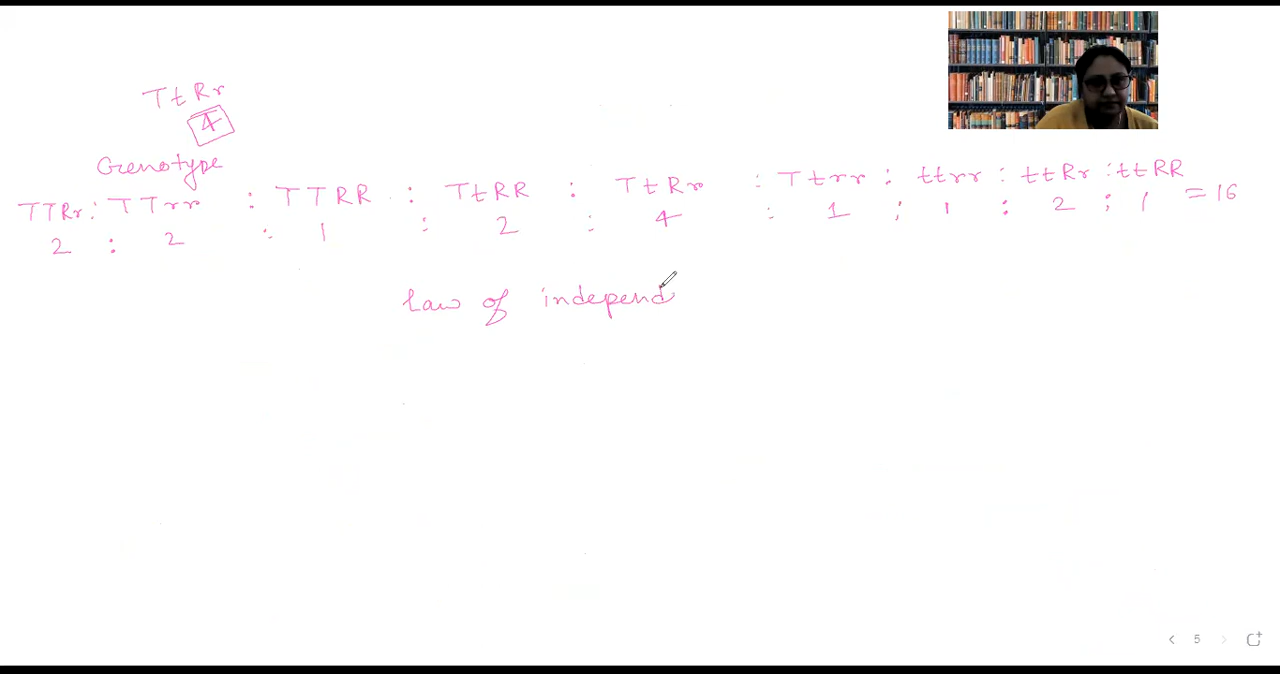 TtRr
4
Genotype
TTRr : TTrr : TTRR : TtRR : TtRr : Ttrr : ttrr : ttRr : ttRR
2 : 2 : 1 : 2 : 4 : 1 : 1 : 2 : 1 = 16
law of independ
5